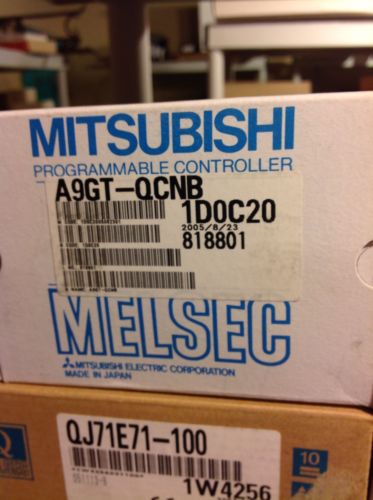 MITSUBISHI
PROGRAMMABLE CONTROLLER
A9GT-QCNB
1D0C20
2005/8/23
818801
MELSEC
MITSUBISHI ELECTRIC CORPORATION
MADE IN JAPAN
QJ71E71-100
1W4256
10